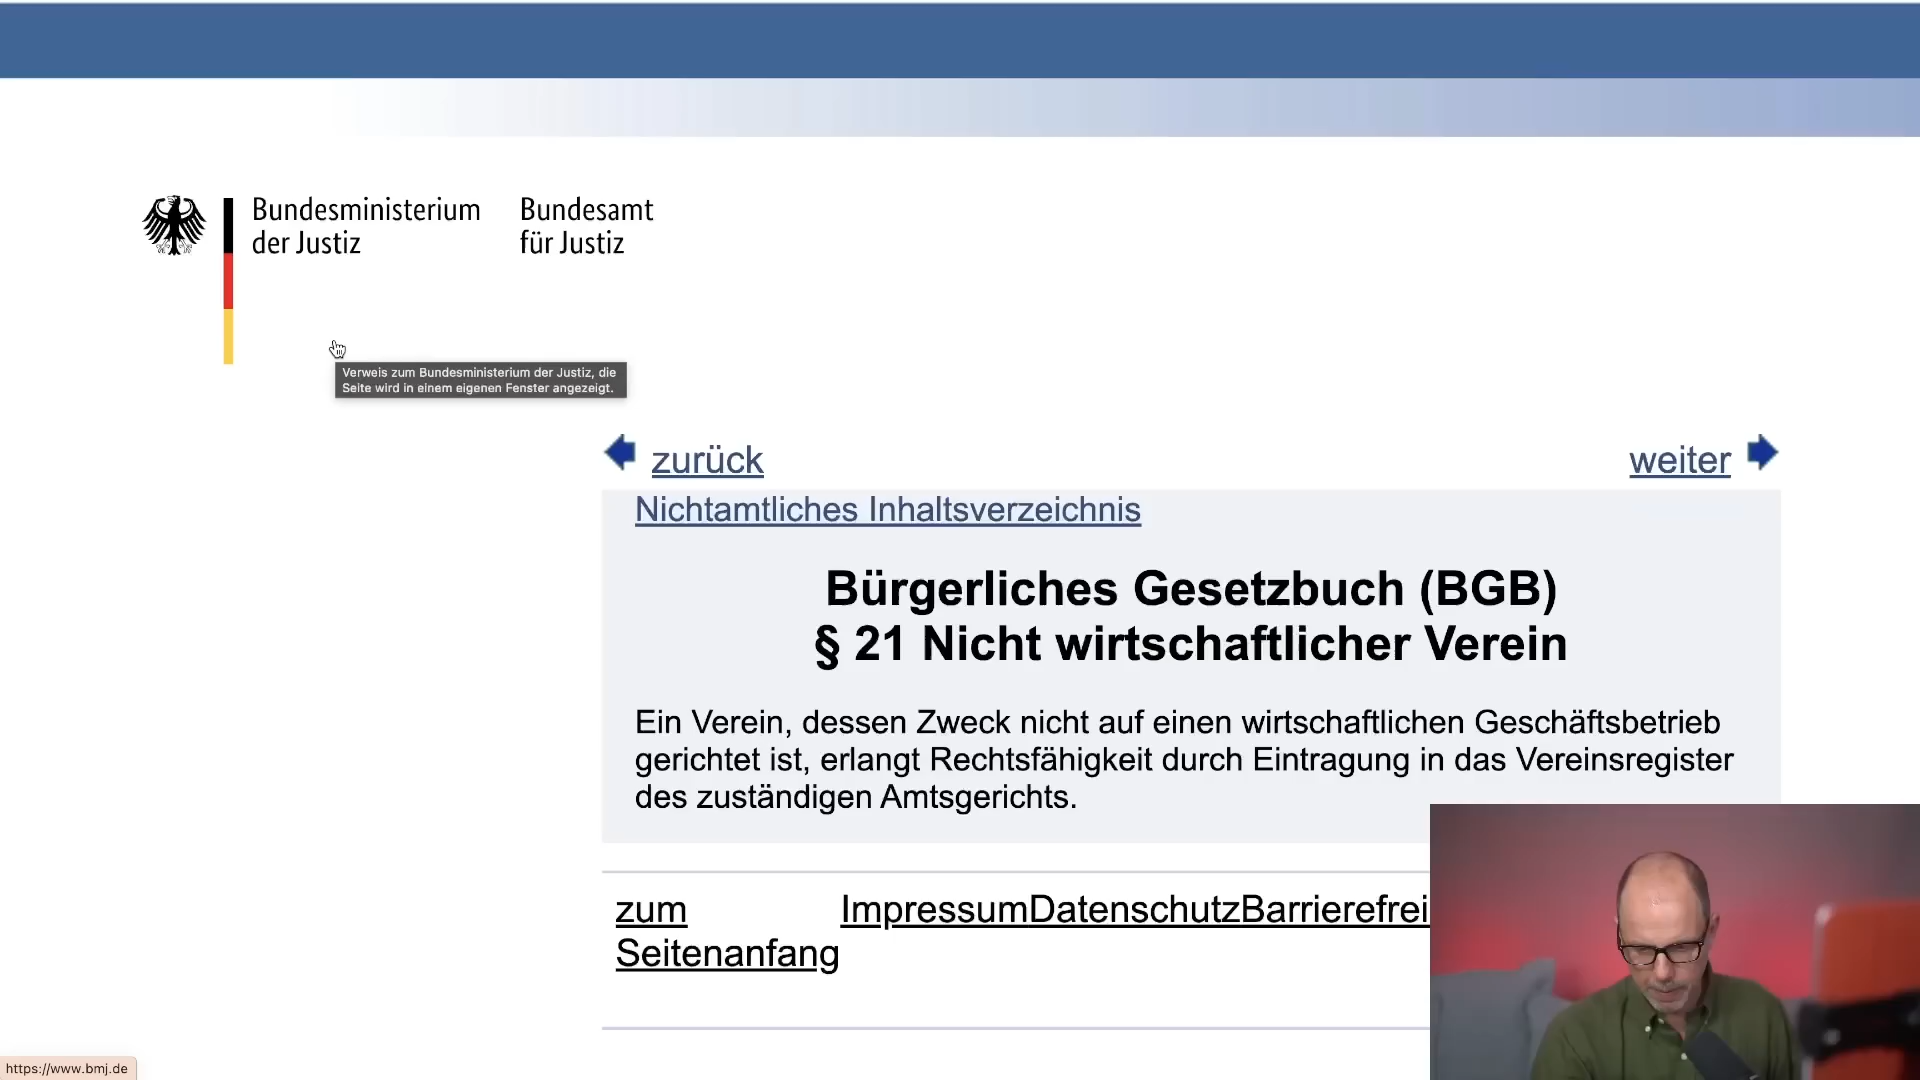 Bundesministerium
der Justiz
Bundesamt
für Justiz
Verweis zum Bundesministerium der Justiz, die
Seite wird in einem eigenen Fenster angezeigt.
zurück
weiter
Nichtamtliches Inhaltsverzeichnis
Bürgerliches Gesetzbuch (BGB)
§ 21 Nicht wirtschaftlicher Verein
Ein Verein, dessen Zweck nicht auf einen wirtschaftlichen Geschäftsbetrieb
gerichtet ist, erlangt Rechtsfähigkeit durch Eintragung in das Vereinsregister
des zuständigen Amtsgerichts.
zum
Seitenanfang
ImpressumDatenschutzBarrierefrei
https://www.bmj.de